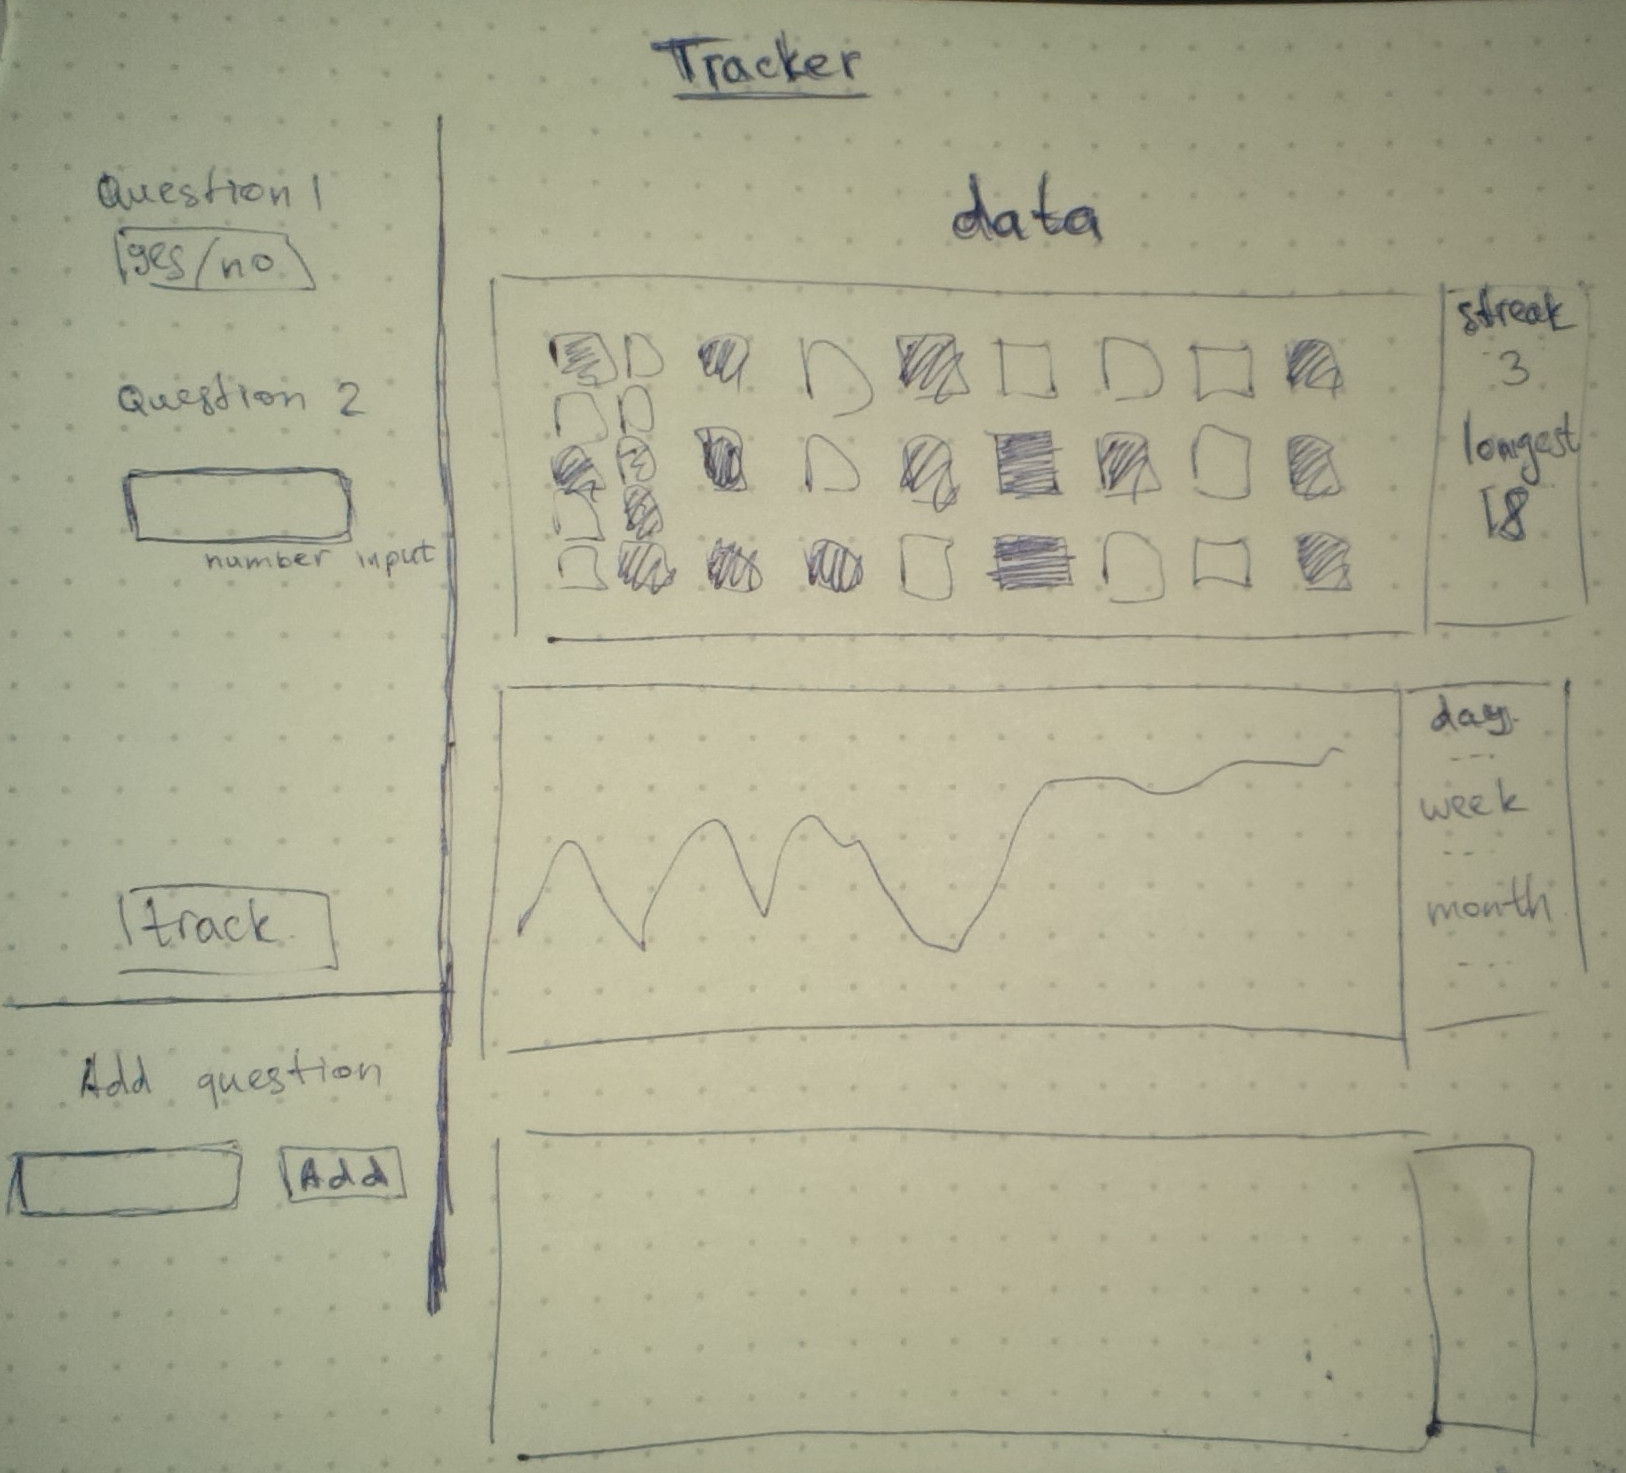 Tracker
Question 1
yes/no
Question 2
number input
track
Add question
Add
data
streak
3
longest
18
day
week
month